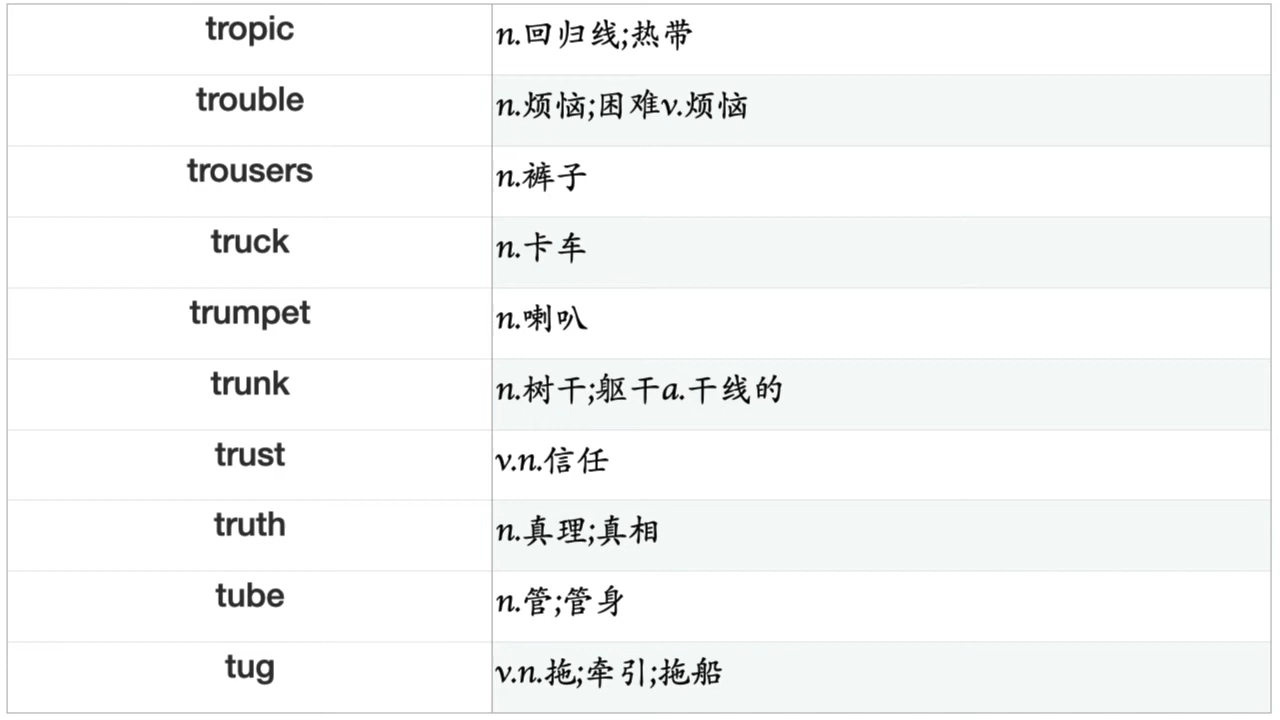 tropic n.回归线;热带
trouble n.烦恼;困难v.烦恼
trousers n.裤子
truck n.卡车
trumpet n.喇叭
trunk n.树干;躯干a.干线的
trust v.n.信任
truth n.真理;真相
tube n.管;管身
tug v.n.拖;牵引;拖船